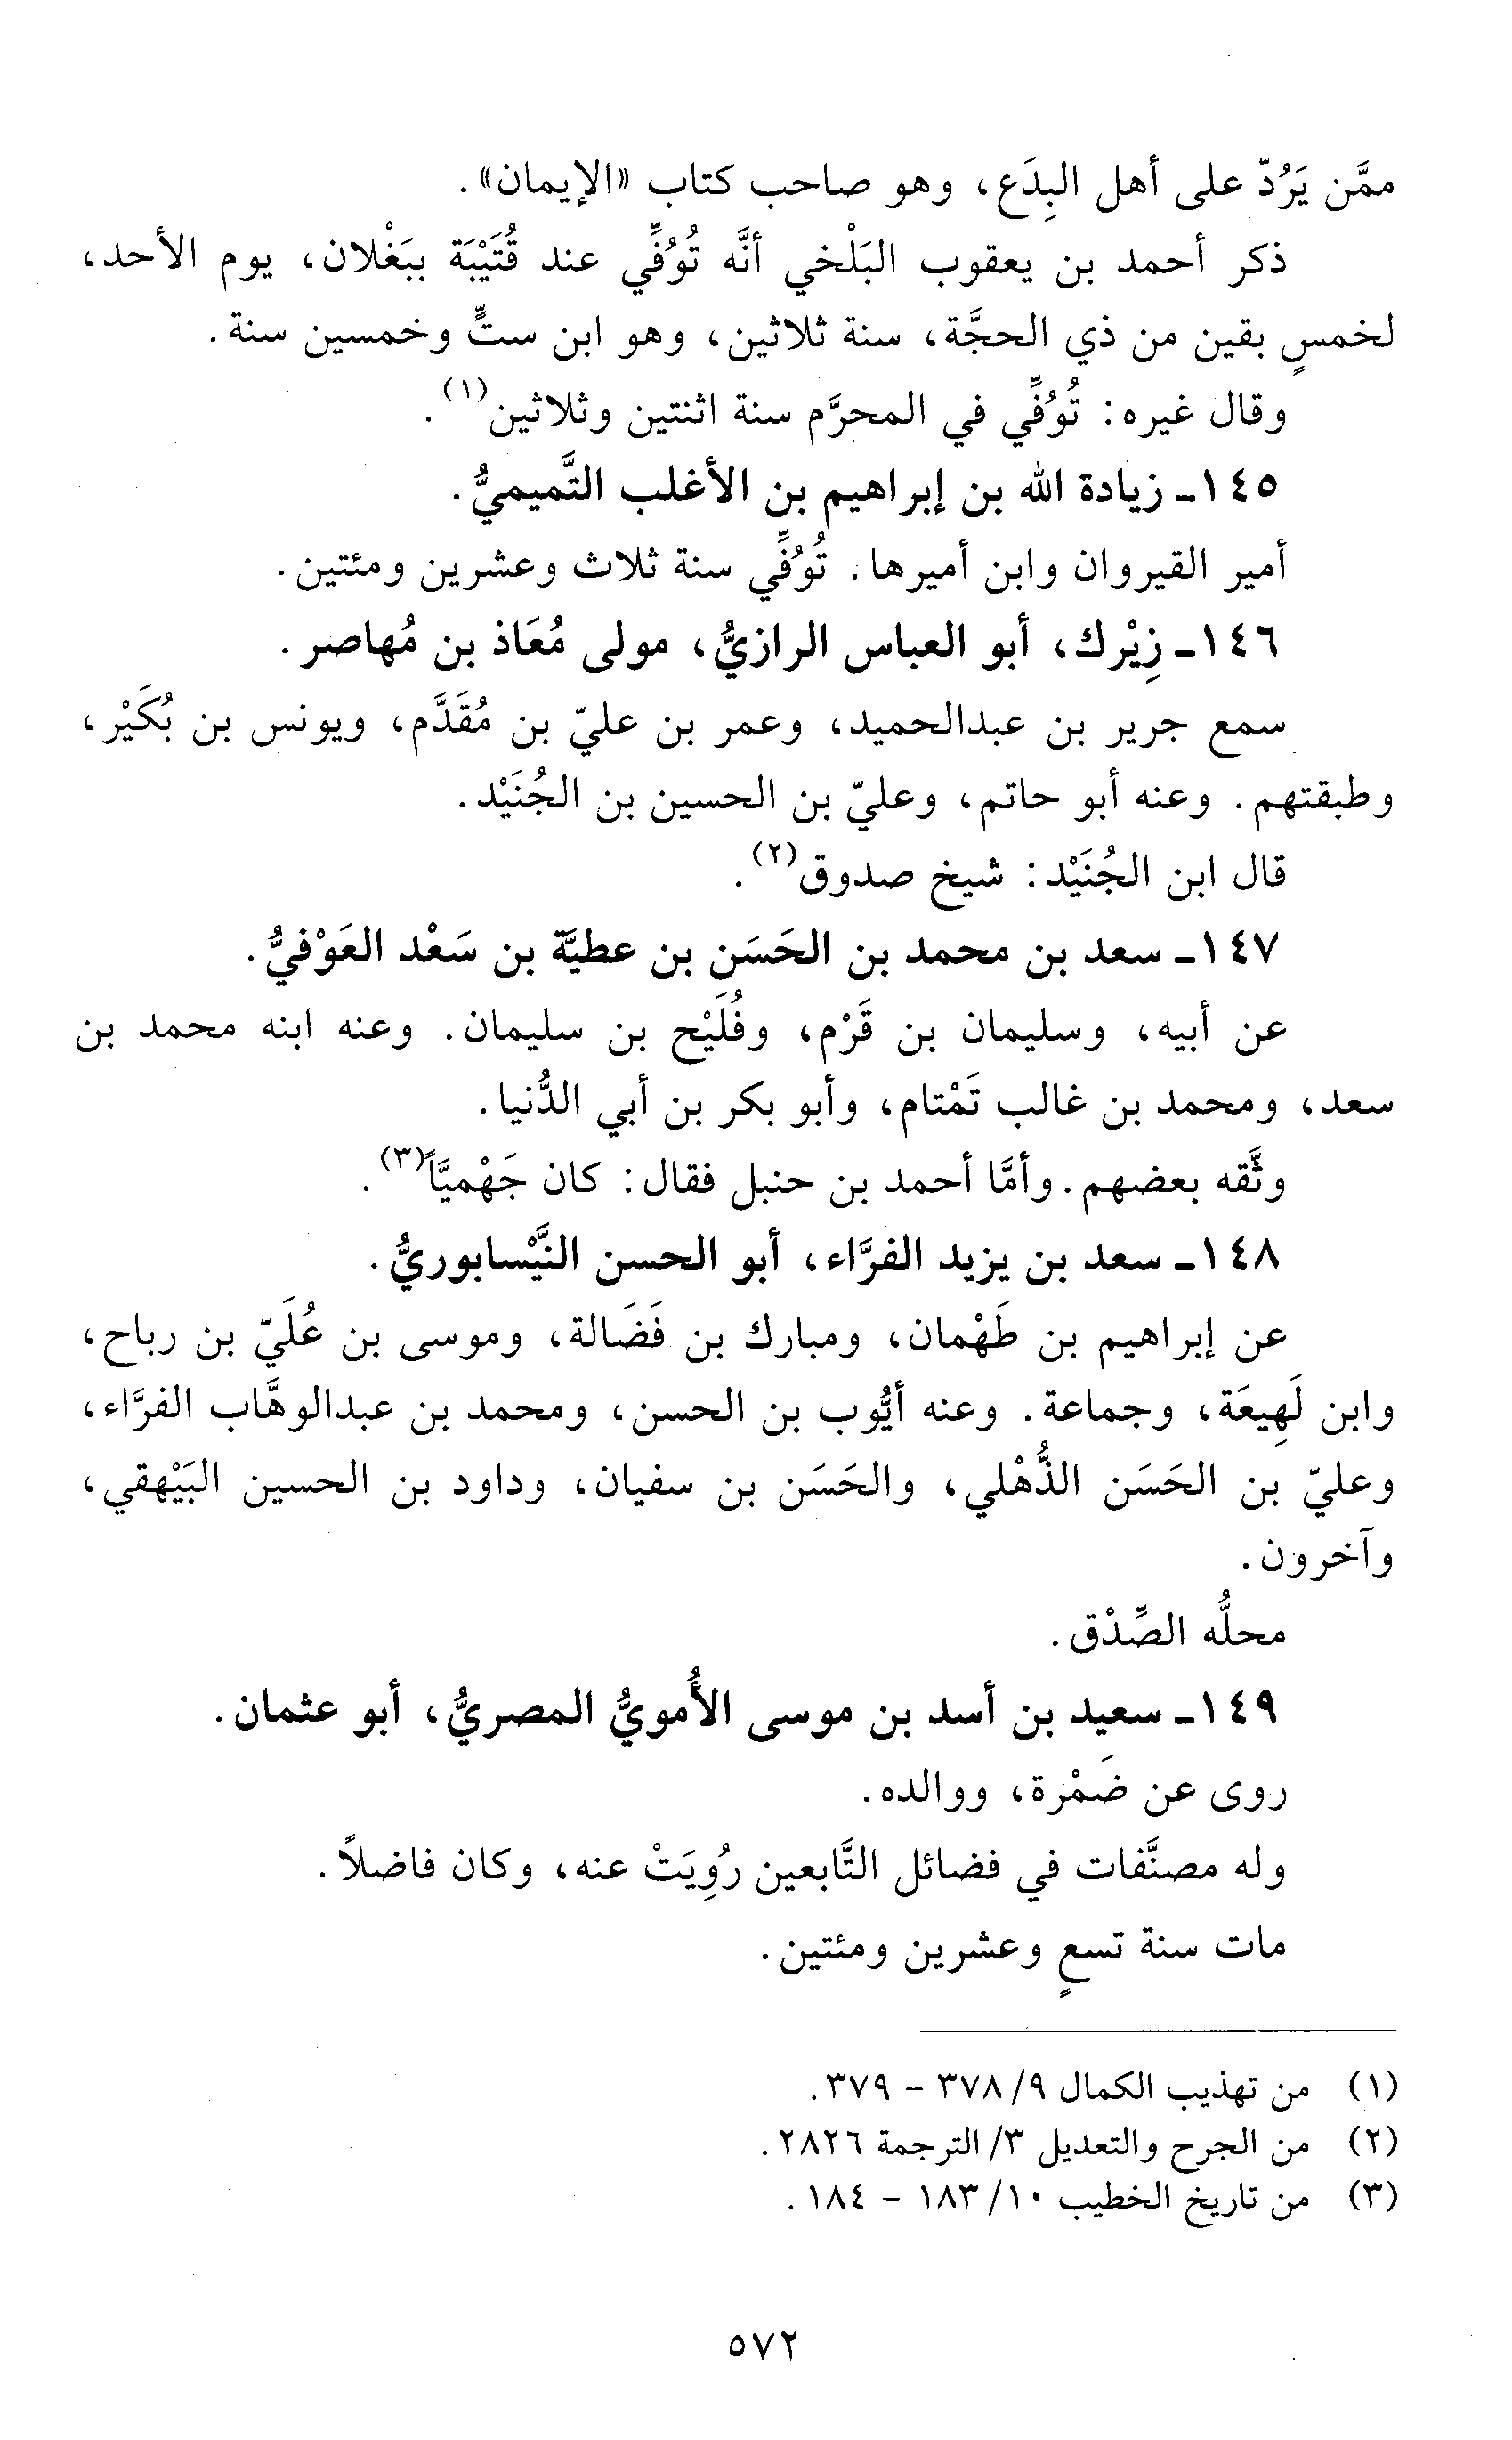 ممَّن يَرُدّ على أهل البِدَع، وهو صاحب كتاب «الإيمان».
ذكر أحمد بن يعقوب البَلْخي أنَّه تُوُفِّي عند قُتَيْبَة ببَغْلان، يوم الأحد،
لخمسٍ بقين من ذي الحجَّة، سنة ثلاثين، وهو ابن ستٍّ وخمسين سنة.
وقال غيره: تُوُفِّي في المحرَّم سنة اثنتين وثلاثين(١).
١٤٥ـ زيادة الله بن إبراهيم بن الأغلب التَّميميُّ.
أمير القيروان وابن أميرها. تُوُفِّي سنة ثلاث وعشرين ومئتين.
١٤٦ـ زِيْرك، أبو العباس الرازيُّ، مولى مُعَاذ بن مُهاصر.
سمع جرير بن عبدالحميد، وعمر بن عليّ بن مُقَدَّم، ويونس بن بُكَيْر،
وطبقتهم. وعنه أبو حاتم، وعليّ بن الحسين بن الجُنَيْد.
قال ابن الجُنَيْد: شيخ صدوق(٢).
١٤٧ـ سعد بن محمد بن الحَسَن بن عطيَّة بن سَعْد العَوْفيُّ.
عن أبيه، وسليمان بن قَرْم، وفُلَيْح بن سليمان. وعنه ابنه محمد بن
سعد، ومحمد بن غالب تَمْتام، وأبو بكر بن أبي الدُّنيا.
وثَّقه بعضهم. وأمَّا أحمد بن حنبل فقال: كان جَهْميَّاً(٣).
١٤٨ـ سعد بن يزيد الفرَّاء، أبو الحسن النَّيْسابوريُّ.
عن إبراهيم بن طَهْمان، ومبارك بن فَضَالة، وموسى بن عُلَيّ بن رباح،
وابن لَهِيعَة، وجماعة. وعنه أيُّوب بن الحسن، ومحمد بن عبدالوهَّاب الفرَّاء،
وعليّ بن الحَسَن الذُّهْلي، والحَسَن بن سفيان، وداود بن الحسين البَيْهقي،
وآخرون.
محلُّه الصِّدْق.
١٤٩ـ سعيد بن أسد بن موسى الأُمويُّ المصريُّ، أبو عثمان.
روى عن ضَمْرة، ووالده.
وله مصنَّفات في فضائل التَّابعين رُوِيَتْ عنه، وكان فاضلاً.
مات سنة تسعٍ وعشرين ومئتين.
(١) من تهذيب الكمال ٩/ ٣٧٨ - ٣٧٩.
(٢) من الجرح والتعديل ٣/ الترجمة ٢٨٢٦.
(٣) من تاريخ الخطيب ١٠/ ١٨٣ - ١٨٤.
٥٧٢